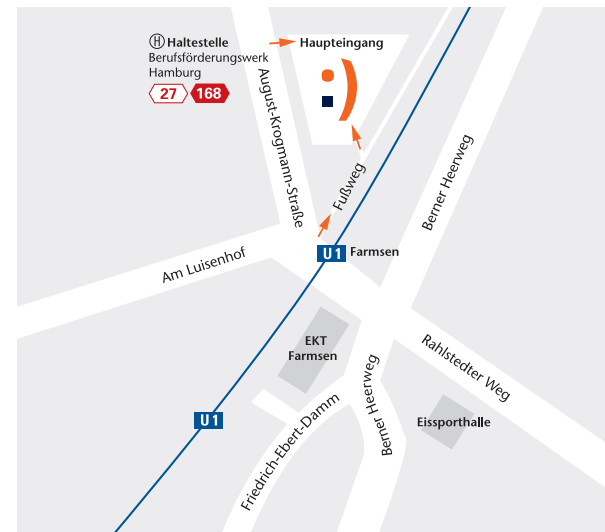 H Haltestelle
Berufsförderungswerk
Hamburg
27 168
Haupteingang
August-Krogmann-Straße
Fußweg
Berner Heerweg
Am Luisenhof
U1 Farmsen
EKT
Farmsen
Rahlstedter Weg
Berner Heerweg
Eissporthalle
U1
Friedrich-Ebert-Damm